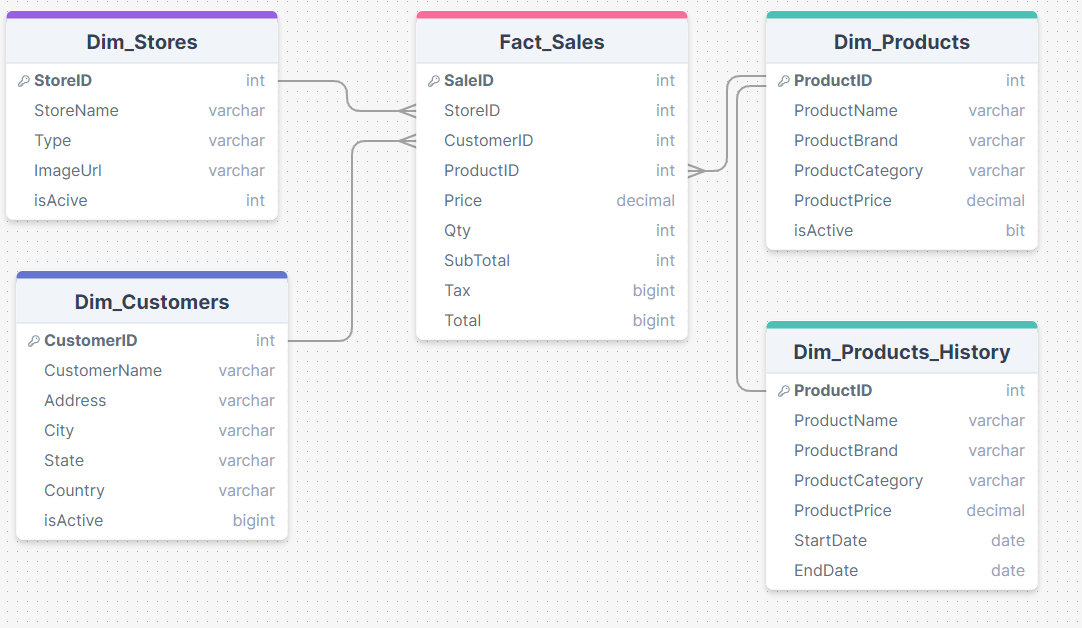 Dim_Stores
StoreID int
StoreName varchar
Type varchar
ImageUrl varchar
isAcive int
Dim_Customers
CustomerID int
CustomerName varchar
Address varchar
City varchar
State varchar
Country varchar
isActive bigint
Fact_Sales
SaleID int
StoreID int
CustomerID int
ProductID int
Price decimal
Qty int
SubTotal int
Tax bigint
Total bigint
Dim_Products
ProductID int
ProductName varchar
ProductBrand varchar
ProductCategory varchar
ProductPrice decimal
isActive bit
Dim_Products_History
ProductID int
ProductName varchar
ProductBrand varchar
ProductCategory varchar
ProductPrice decimal
StartDate date
EndDate date